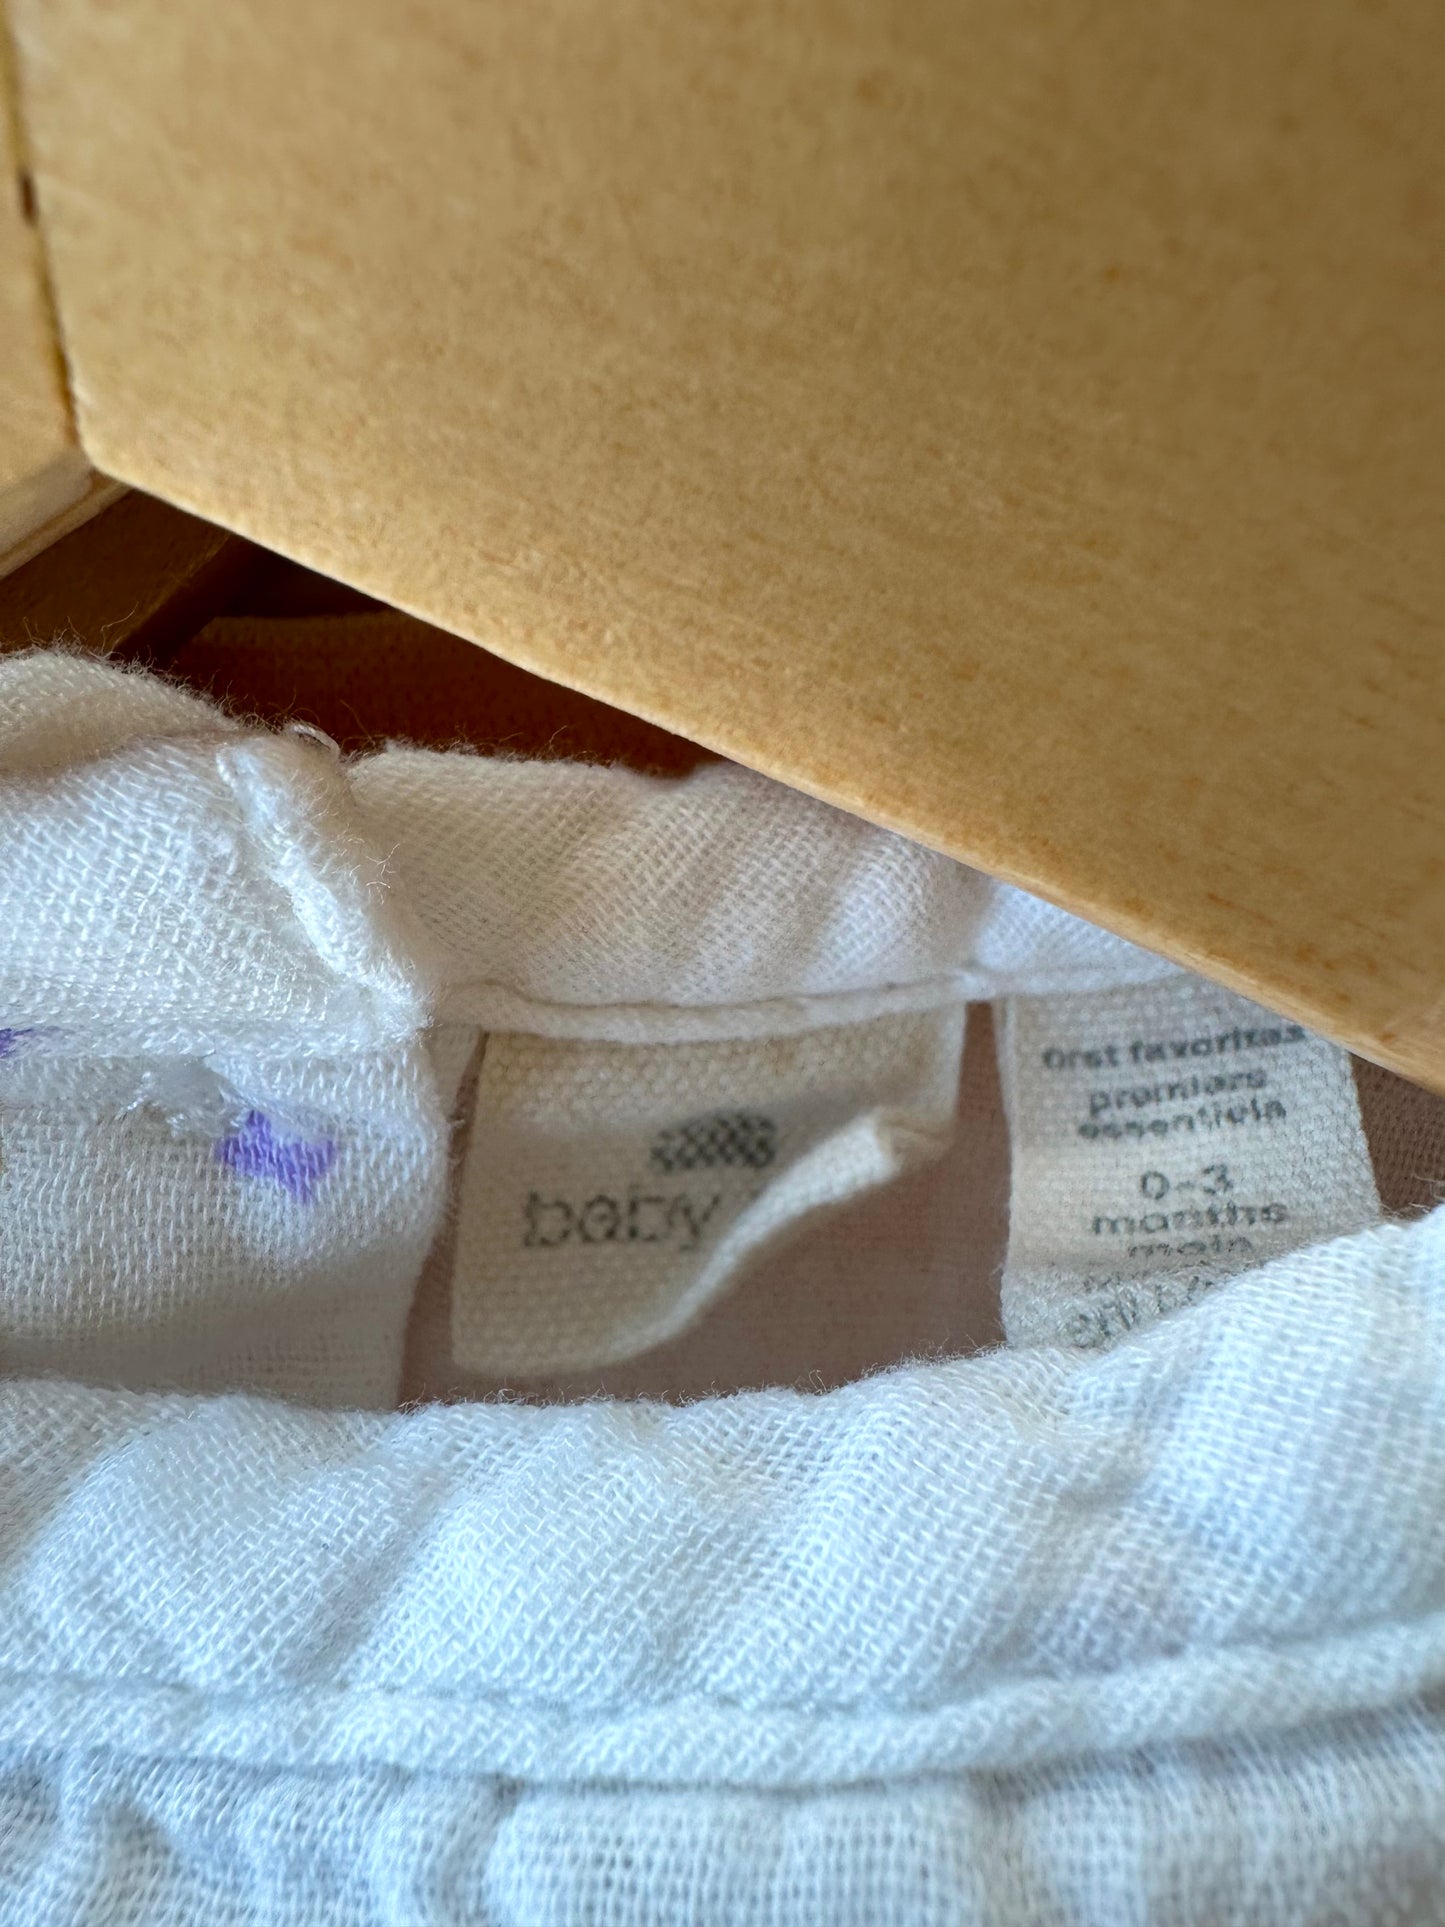 baby
first favorites
premiers
essentiels
0-3
months
mois